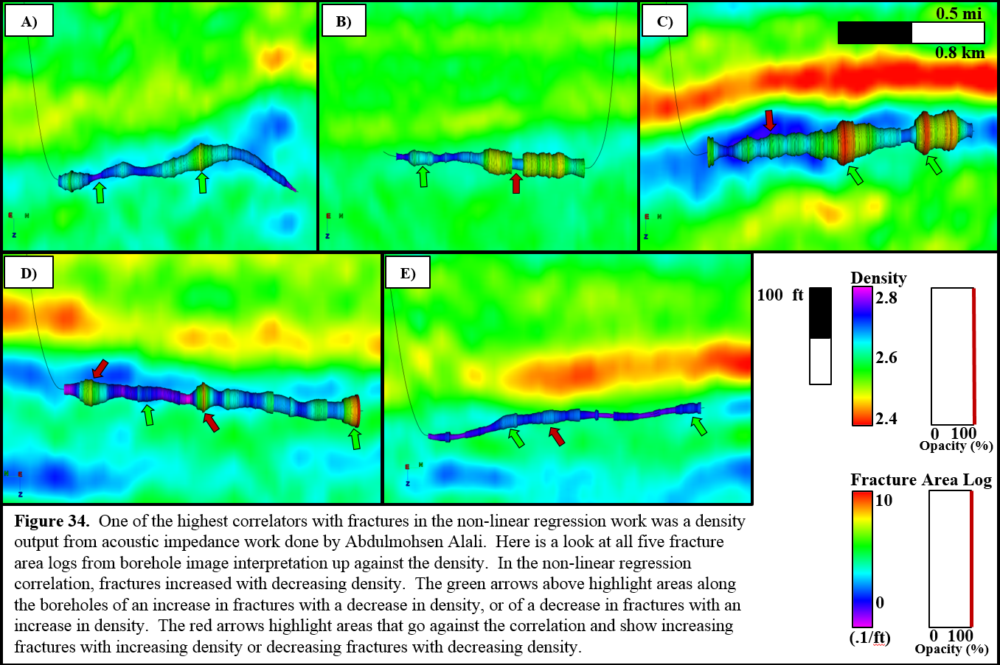 A)
B)
C)
0.5 mi
0.8 km
E N
Z
E N
Z
E N
Z
D)
E)
N E
Z
E N
Z
100 ft
Density
2.8
2.6
2.4
0 100
Opacity (%)
Fracture Area Log
10
0
(.1/ft)
0 100
Opacity (%)
Figure 34. One of the highest correlators with fractures in the non-linear regression work was a density
output from acoustic impedance work done by Abdulmohsen Alali. Here is a look at all five fracture
area logs from borehole image interpretation up against the density. In the non-linear regression
correlation, fractures increased with decreasing density. The green arrows above highlight areas along
the boreholes of an increase in fractures with a decrease in density, or of a decrease in fractures with an
increase in density. The red arrows highlight areas that go against the correlation and show increasing
fractures with increasing density or decreasing fractures with decreasing density.